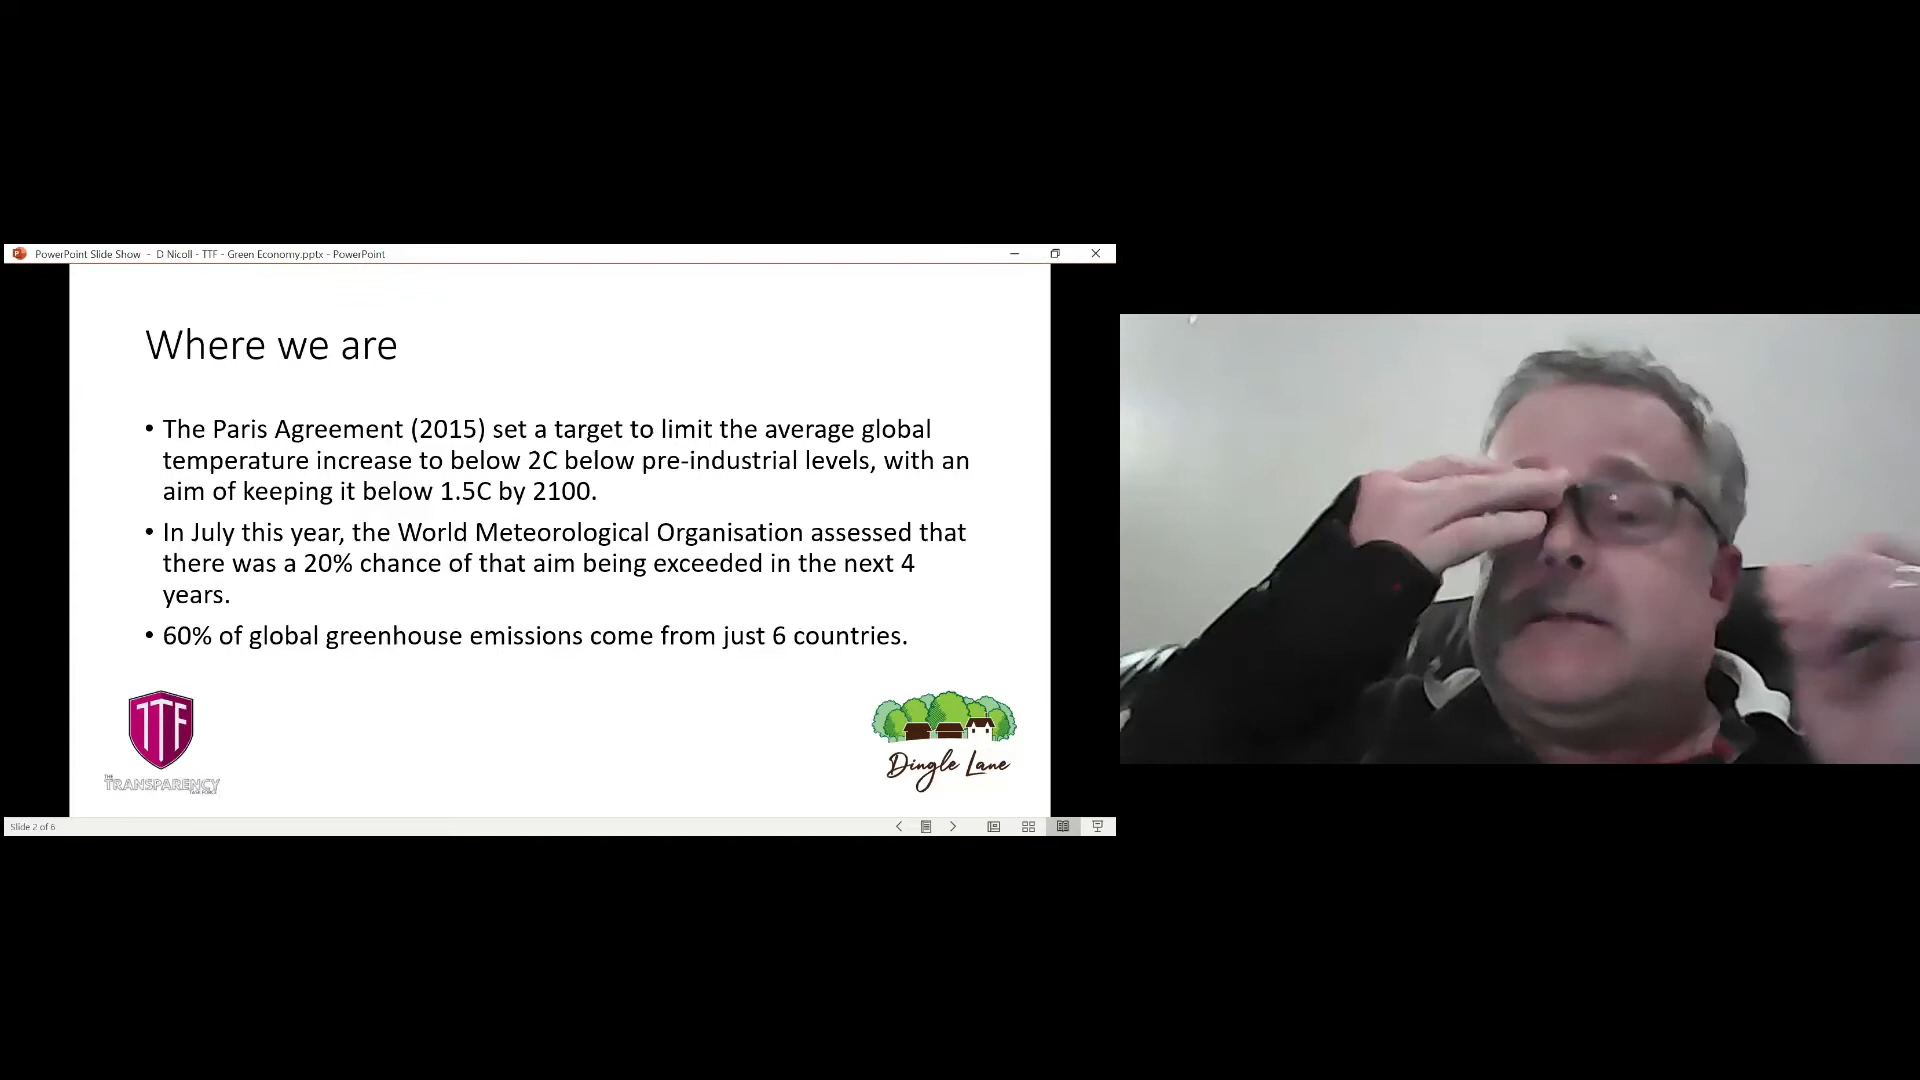 PowerPoint Slide Show - D Nicoll - TTF - Green Economy.pptx - PowerPoint
Where we are
• The Paris Agreement (2015) set a target to limit the average global
temperature increase to below 2C below pre-industrial levels, with an
aim of keeping it below 1.5C by 2100.
• In July this year, the World Meteorological Organisation assessed that
there was a 20% chance of that aim being exceeded in the next 4
years.
• 60% of global greenhouse emissions come from just 6 countries.
TTF
THE
TRANSPARENCY
TASK FORCE
Dingle Lane
Slide 2 of 6